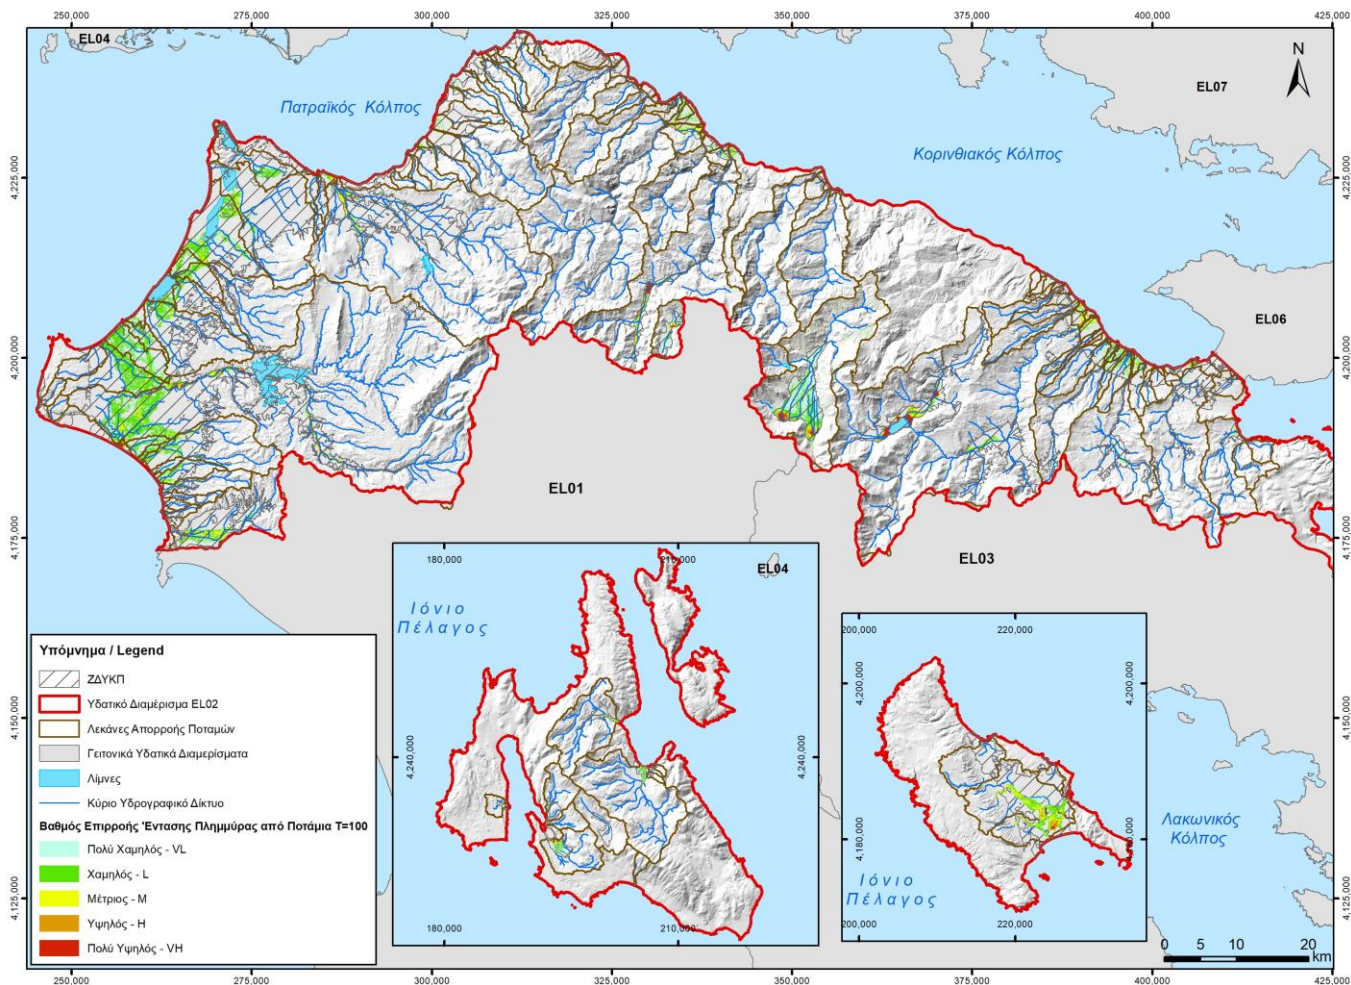 250,000 275,000 300,000 325,000 350,000 375,000 400,000 425,000
EL04
N
EL07
Πατραϊκός Κόλπος
Κορινθιακός Κόλπος
4,225,000 4,225,000
EL06
4,200,000 4,200,000
EL01
4,175,000 4,175,000
EL03
180,000 210,000
EL04
Ιόνιο
Πέλαγος
4,240,000 4,240,000
180,000 210,000
200,000 220,000
4,200,000 4,200,000
4,180,000 4,180,000
Ιόνιο
Πέλαγος
200,000 220,000
Λακωνικός
Κόλπος
4,150,000 4,150,000
4,125,000 4,125,000
Υπόμνημα / Legend
ΖΔΥΚΠ
Υδατικό Διαμέρισμα EL02
Λεκάνες Απορροής Ποταμών
Γειτονικά Υδατικά Διαμερίσματα
Λίμνες
Κύριο Υδρογραφικό Δίκτυο
Βαθμός Επιρροής 'Εντασης Πλημμύρας από Ποτάμια T=100
Πολύ Χαμηλός - VL
Χαμηλός - L
Μέτριος - M
Υψηλός - H
Πολύ Υψηλός - VH
0 5 10 20
km
250,000 275,000 300,000 325,000 350,000 375,000 400,000 425,000